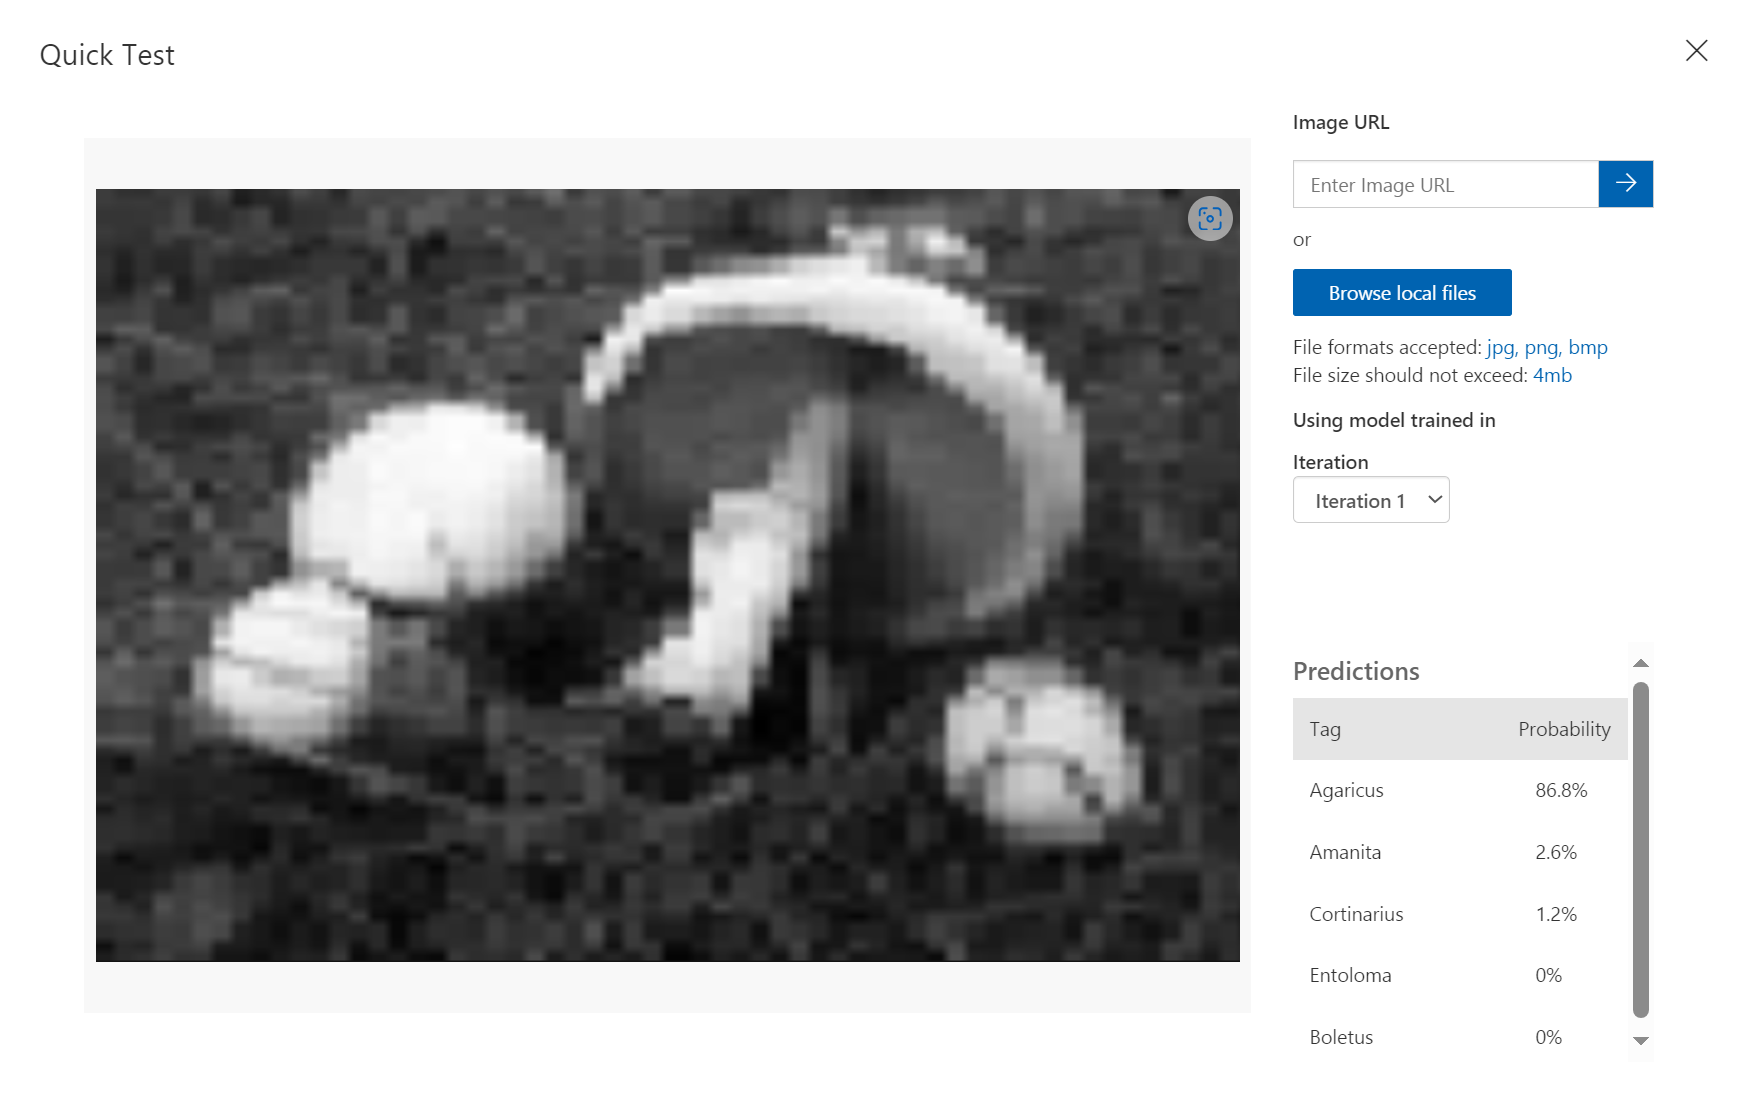 Quick Test
Image URL
Enter Image URL
or
Browse local files
File formats accepted: jpg, png, bmp
File size should not exceed: 4mb
Using model trained in
Iteration
Iteration 1
Predictions
Tag Probability
Agaricus 86.8%
Amanita 2.6%
Cortinarius 1.2%
Entoloma 0%
Boletus 0%